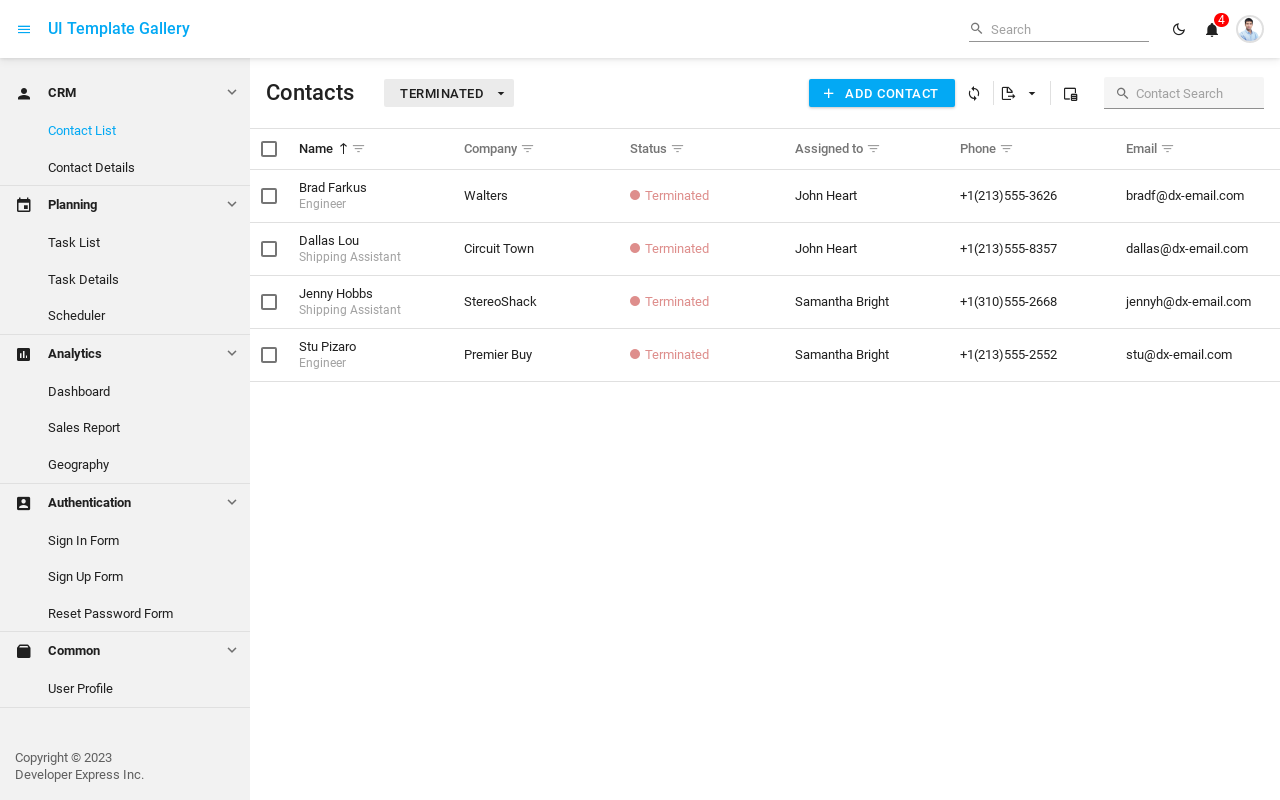 UI Template Gallery
Search
4
CRM
Contact List
Contact Details
Planning
Task List
Task Details
Scheduler
Analytics
Dashboard
Sales Report
Geography
Authentication
Sign In Form
Sign Up Form
Reset Password Form
Common
User Profile
Copyright © 2023
Developer Express Inc.
Contacts
TERMINATED
ADD CONTACT
Contact Search
Name Company Status Assigned to Phone Email
Brad Farkus
Engineer
Walters Terminated John Heart +1(213)555-3626 bradf@dx-email.com
Dallas Lou
Shipping Assistant
Circuit Town Terminated John Heart +1(213)555-8357 dallas@dx-email.com
Jenny Hobbs
Shipping Assistant
StereoShack Terminated Samantha Bright +1(310)555-2668 jennyh@dx-email.com
Stu Pizaro
Engineer
Premier Buy Terminated Samantha Bright +1(213)555-2552 stu@dx-email.com